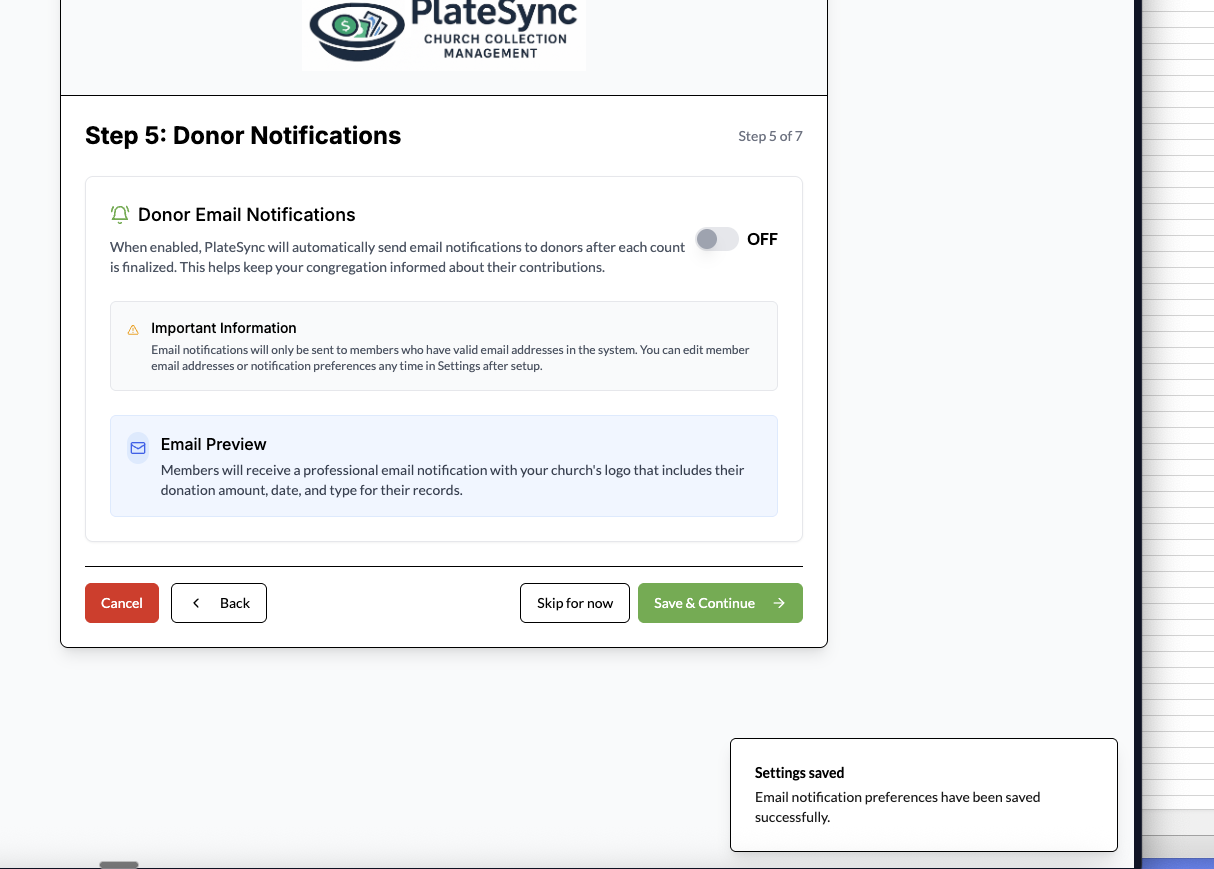 PlateSync
CHURCH COLLECTION
MANAGEMENT
Step 5: Donor Notifications
Step 5 of 7
Donor Email Notifications
When enabled, PlateSync will automatically send email notifications to donors after each count
is finalized. This helps keep your congregation informed about their contributions.
OFF
Important Information
Email notifications will only be sent to members who have valid email addresses in the system. You can edit member
email addresses or notification preferences any time in Settings after setup.
Email Preview
Members will receive a professional email notification with your church's logo that includes their
donation amount, date, and type for their records.
Cancel
Back
Skip for now
Save & Continue
Settings saved
Email notification preferences have been saved
successfully.